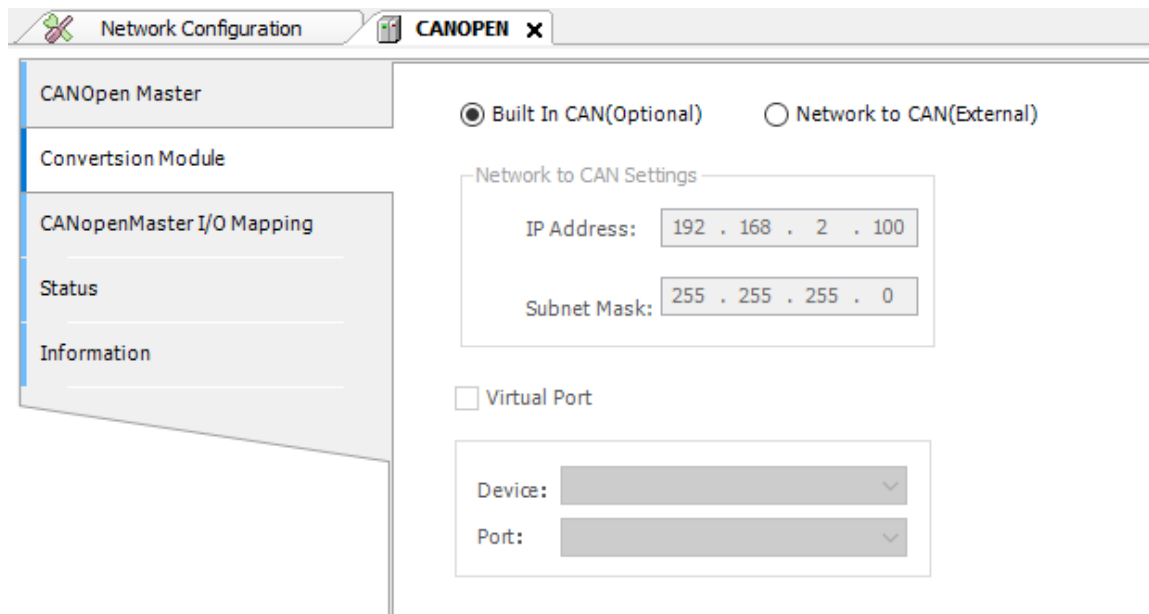 Network Configuration
CANOPEN
CANOpen Master
Convertsion Module
CANopenMaster I/O Mapping
Status
Information
Built In CAN(Optional) Network to CAN(External)
Network to CAN Settings
IP Address: 192 . 168 . 2 . 100
Subnet Mask: 255 . 255 . 255 . 0
Virtual Port
Device:
Port: